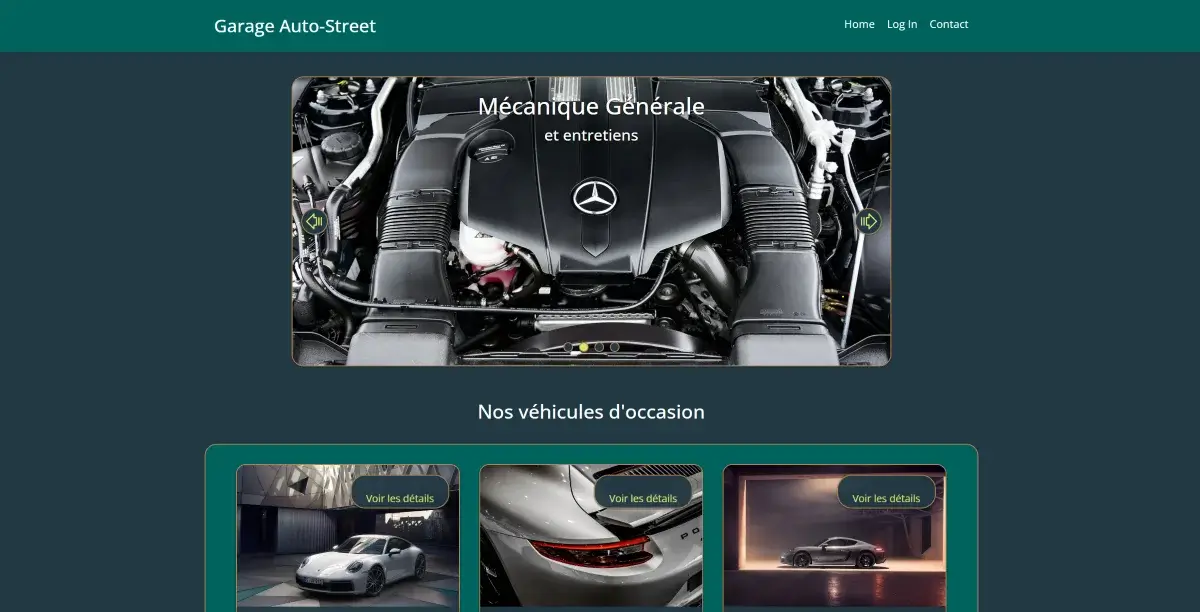 Garage Auto-Street
Home Log In Contact
Mécanique Générale
et entretiens
Nos véhicules d'occasion
Voir les détails
Voir les détails
Voir les détails